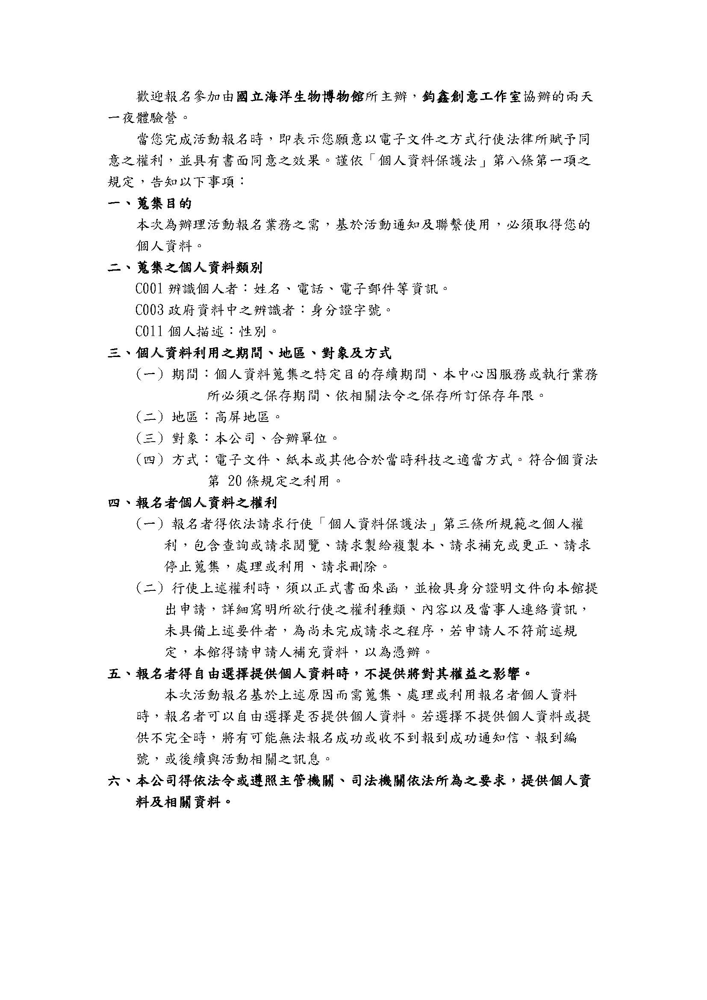 歡迎報名參加由國立海洋生物博物館所主辦，鈞鑫創意工作室協辦的兩天
一夜體驗營。
當您完成活動報名時，即表示您願意以電子文件之方式行使法律所賦予同
意之權利，並具有書面同意之效果。謹依「個人資料保護法」第八條第一項之
規定，告知以下事項：
一、蒐集目的
本次為辦理活動報名業務之需，基於活動通知及聯繫使用，必須取得您的
個人資料。
二、蒐集之個人資料類別
C001 辨識個人者：姓名、電話、電子郵件等資訊。
C003 政府資料中之辨識者：身分證字號。
C011 個人描述：性別。
三、個人資料利用之期間、地區、對象及方式
(一) 期間：個人資料蒐集之特定目的存續期間、本中心因服務或執行業務
所必須之保存期間、依相關法令之保存所訂保存年限。
(二) 地區：高屏地區。
(三) 對象：本公司、合辦單位。
(四) 方式：電子文件、紙本或其他合於當時科技之適當方式。符合個資法
第 20 條規定之利用。
四、報名者個人資料之權利
(一) 報名者得依法請求行使「個人資料保護法」第三條所規範之個人權
利，包含查詢或請求閱覽、請求製給複製本、請求補充或更正、請求
停止蒐集，處理或利用、請求刪除。
(二) 行使上述權利時，須以正式書面來函，並檢具身分證明文件向本館提
出申請，詳細寫明所欲行使之權利種類、內容以及當事人連絡資訊，
未具備上述要件者，為尚未完成請求之程序，若申請人不符前述規
定，本館得請申請人補充資料，以為憑辦。
五、報名者得自由選擇提供個人資料時，不提供將對其權益之影響。
本次活動報名基於上述原因而需蒐集、處理或利用報名者個人資料
時，報名者可以自由選擇是否提供個人資料。若選擇不提供個人資料或提
供不完全時，將有可能無法報名成功或收不到報到成功通知信、報到編
號，或後續與活動相關之訊息。
六、本公司得依法令或遵照主管機關、司法機關依法所為之要求，提供個人資
料及相關資料。